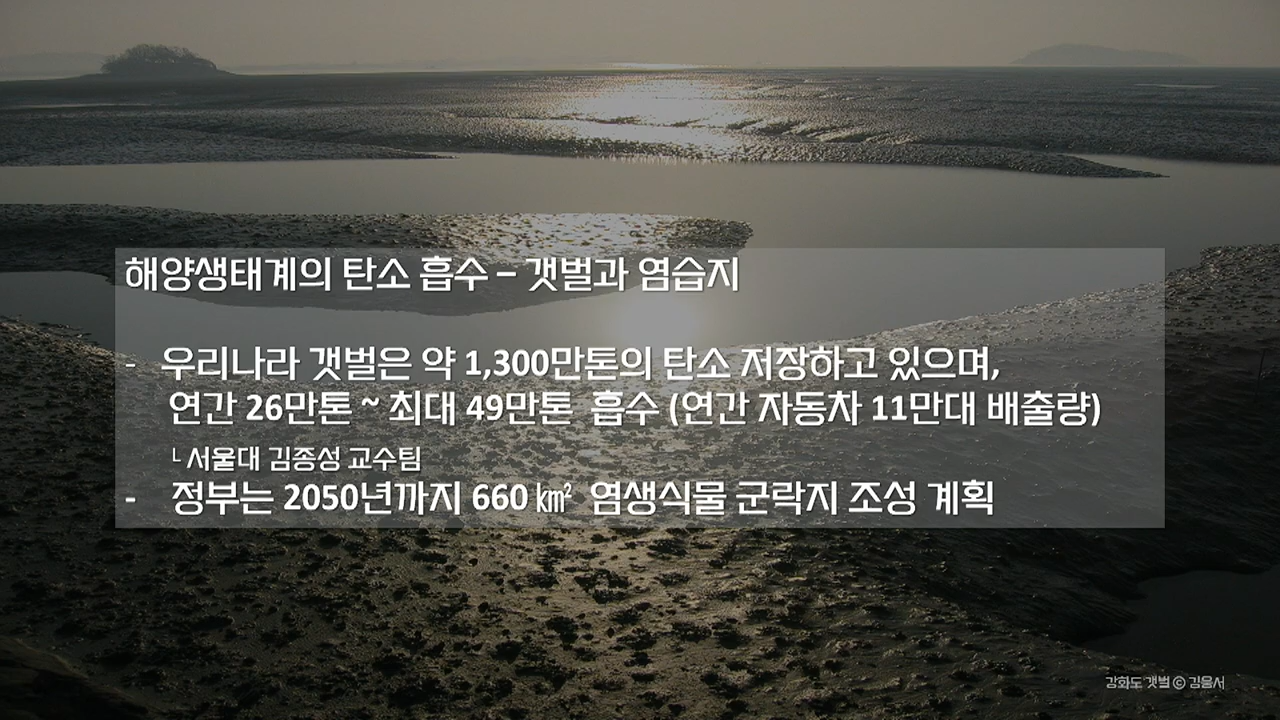 해양생태계의 탄소 흡수 – 갯벌과 염습지
- 우리나라 갯벌은 약 1,300만톤의 탄소 저장하고 있으며,
연간 26만톤 ~ 최대 49만톤 흡수 (연간 자동차 11만대 배출량)
└ 서울대 김종성 교수팀
- 정부는 2050년까지 660㎢ 염생식물 군락지 조성 계획
강화도 갯벌 ⓒ 김웅서